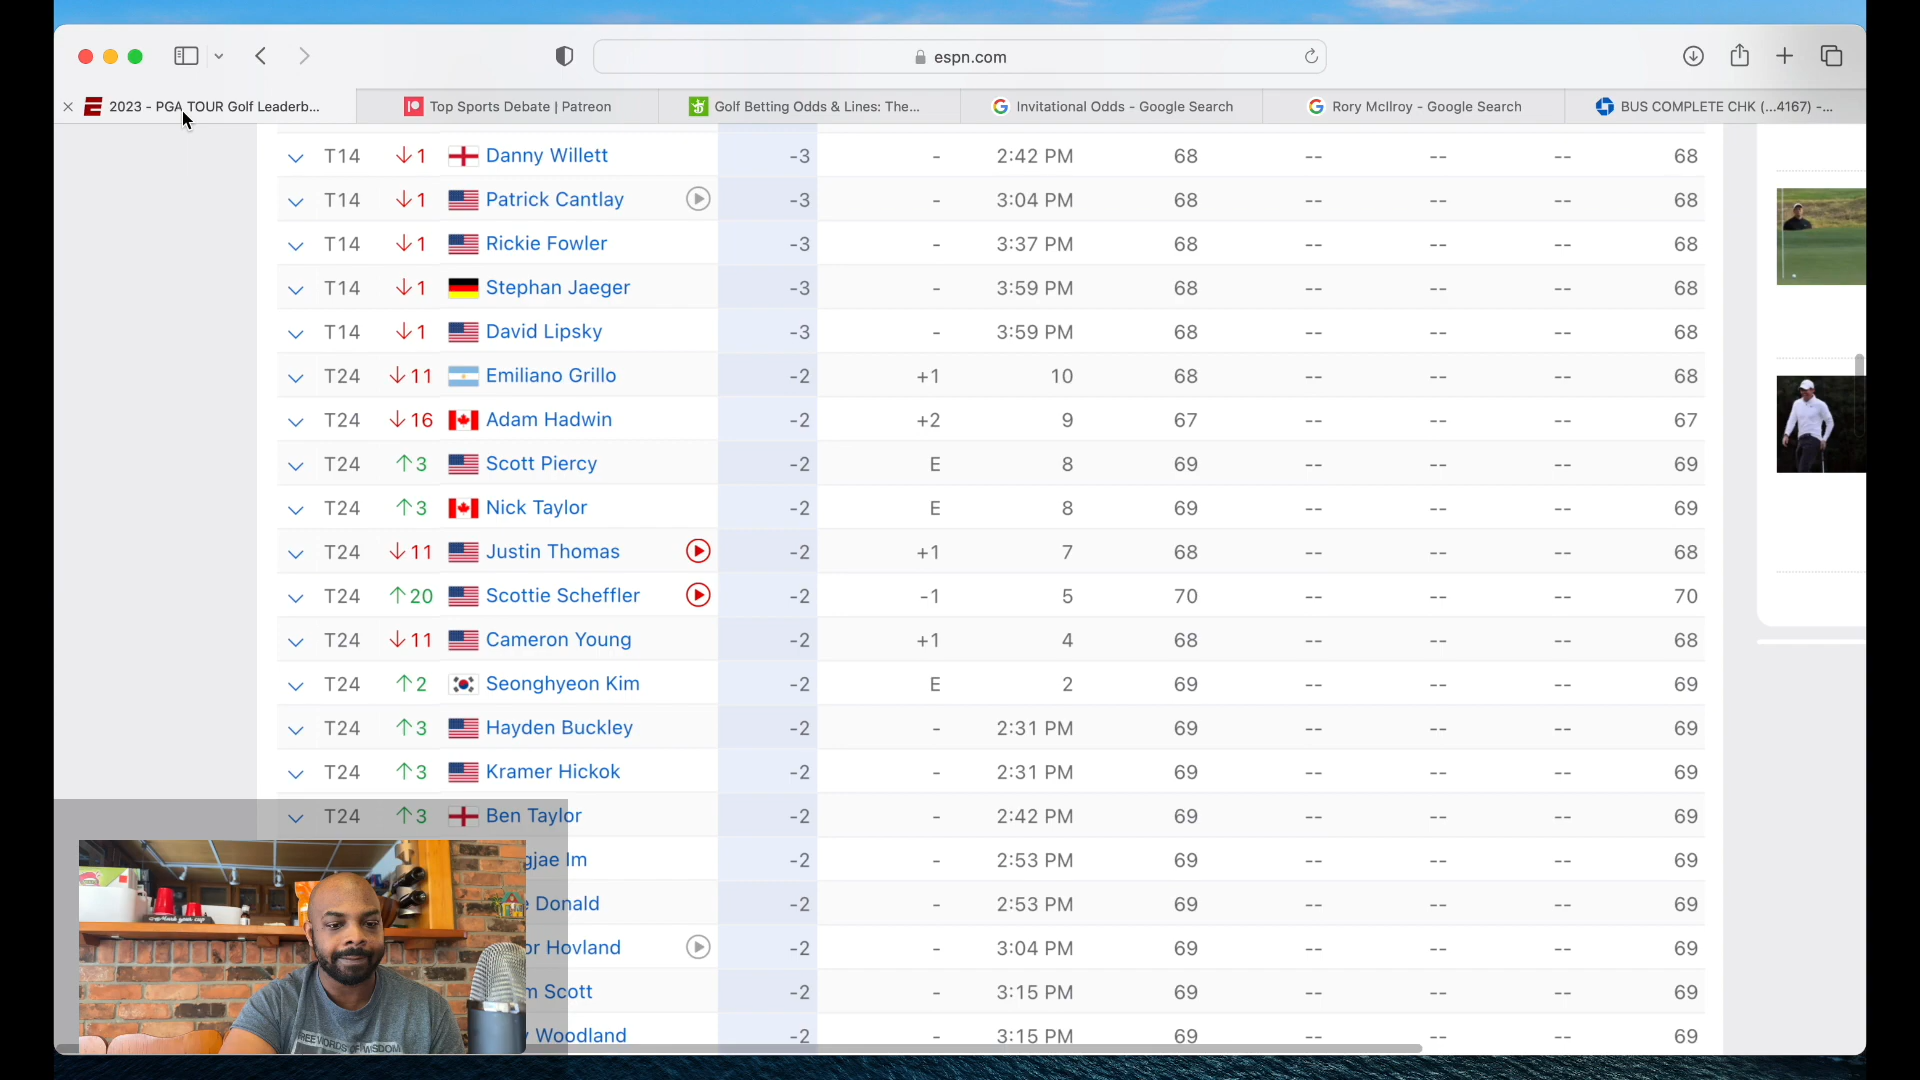 espn.com
2023 - PGA TOUR Golf Leaderb...
Top Sports Debate | Patreon
Golf Betting Odds & Lines: The...
Invitational Odds - Google Search
Rory McIlroy - Google Search
BUS COMPLETE CHK (...4167) -...
T14 1 Danny Willett -3 - 2:42 PM 68 -- -- -- 68
T14 1 Patrick Cantlay -3 - 3:04 PM 68 -- -- -- 68
T14 1 Rickie Fowler -3 - 3:37 PM 68 -- -- -- 68
T14 1 Stephan Jaeger -3 - 3:59 PM 68 -- -- -- 68
T14 1 David Lipsky -3 - 3:59 PM 68 -- -- -- 68
T24 11 Emiliano Grillo -2 +1 10 68 -- -- -- 68
T24 16 Adam Hadwin -2 +2 9 67 -- -- -- 67
T24 3 Scott Piercy -2 E 8 69 -- -- -- 69
T24 3 Nick Taylor -2 E 8 69 -- -- -- 69
T24 11 Justin Thomas -2 +1 7 68 -- -- -- 68
T24 20 Scottie Scheffler -2 -1 5 70 -- -- -- 70
T24 11 Cameron Young -2 +1 4 68 -- -- -- 68
T24 2 Seonghyeon Kim -2 E 2 69 -- -- -- 69
T24 3 Hayden Buckley -2 - 2:31 PM 69 -- -- -- 69
T24 3 Kramer Hickok -2 - 2:31 PM 69 -- -- -- 69
T24 3 Ben Taylor -2 - 2:42 PM 69 -- -- -- 69
gjae Im -2 - 2:53 PM 69 -- -- -- 69
e Donald -2 - 2:53 PM 69 -- -- -- 69
or Hovland -2 - 3:04 PM 69 -- -- -- 69
m Scott -2 - 3:15 PM 69 -- -- -- 69
y Woodland -2 - 3:15 PM 69 -- -- -- 69
REE WORDS OF WISDOM